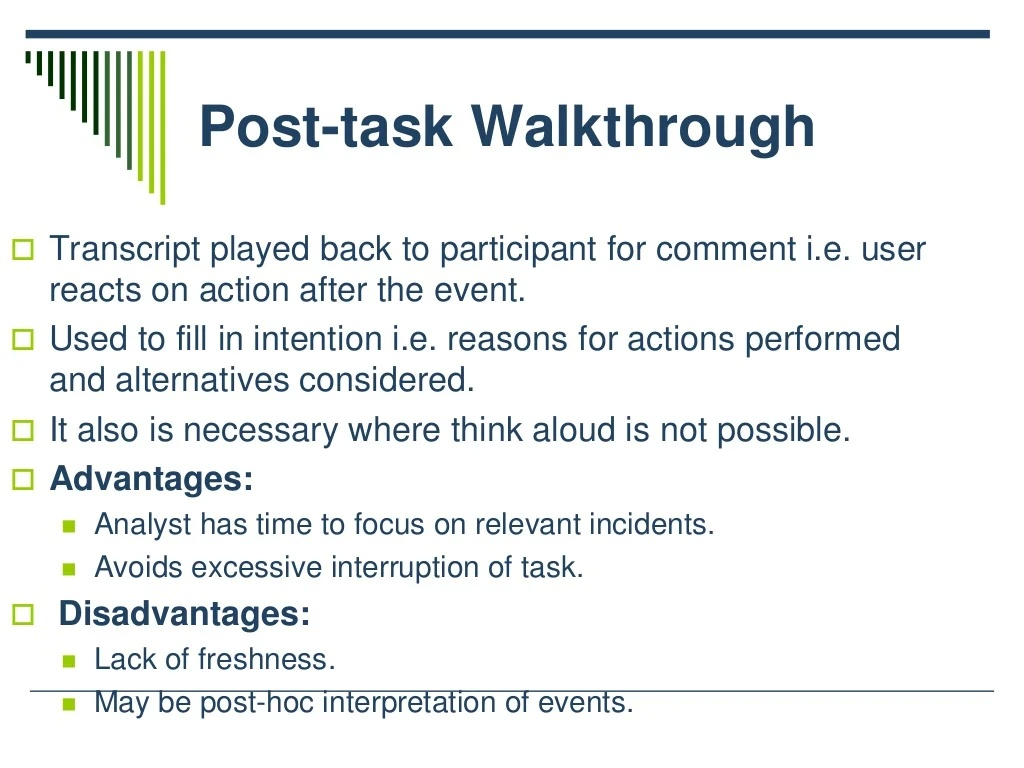 Post-task Walkthrough
Transcript played back to participant for comment i.e. user
reacts on action after the event.
Used to fill in intention i.e. reasons for actions performed
and alternatives considered.
It also is necessary where think aloud is not possible.
Advantages:
Analyst has time to focus on relevant incidents.
Avoids excessive interruption of task.
Disadvantages:
Lack of freshness.
May be post-hoc interpretation of events.